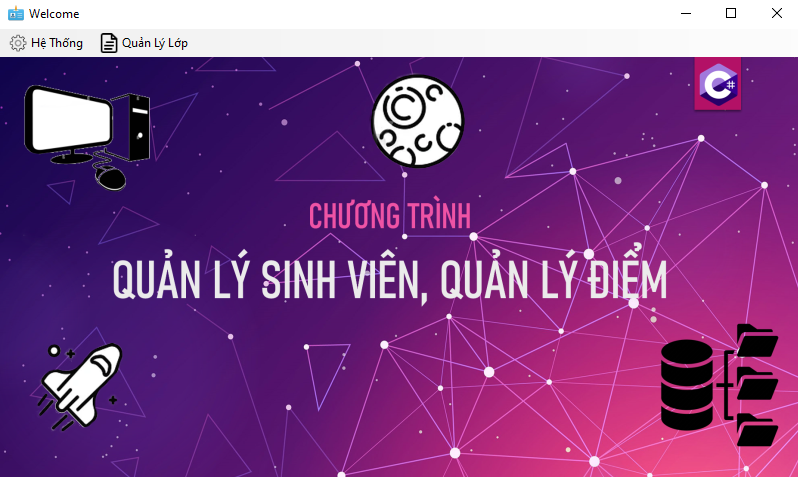 Welcome
Hệ Thống Quản Lý Lớp
C#
CHƯƠNG TRÌNH
QUẢN LÝ SINH VIÊN, QUẢN LÝ ĐIỂM